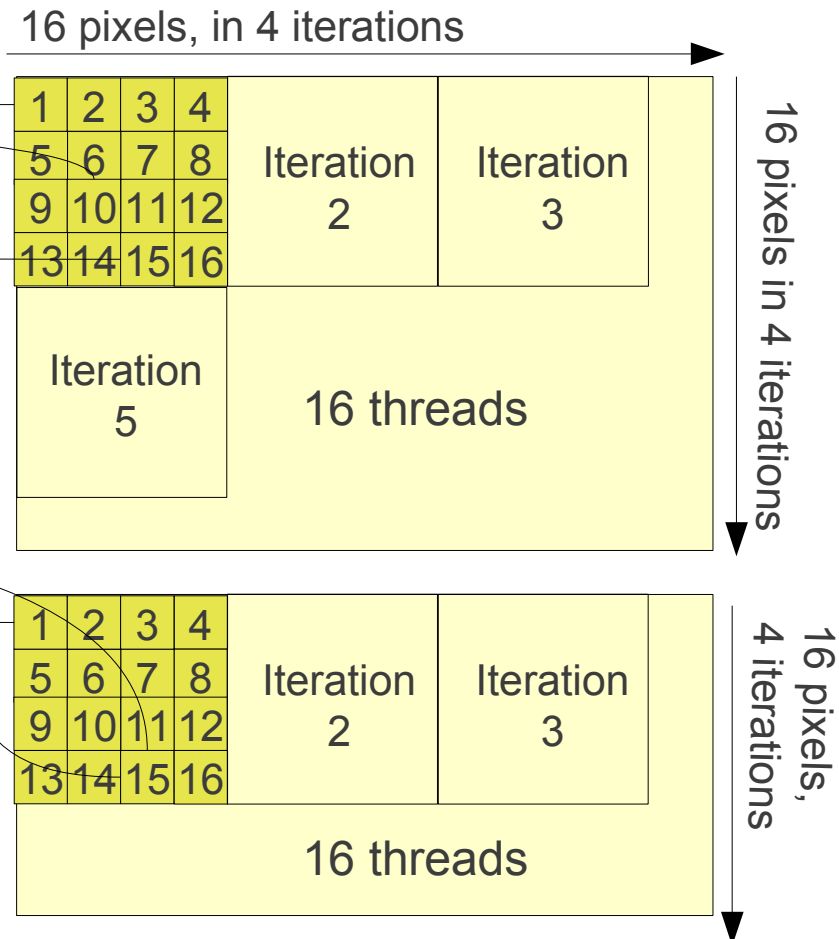 16 pixels, in 4 iterations
1 2 3 4
5 6 7 8
9 10 11 12
13 14 15 16
Iteration
2
Iteration
3
16 pixels in 4 iterations
Iteration
5
16 threads
1 2 3 4
5 6 7 8
9 10 11 12
13 14 15 16
Iteration
2
Iteration
3
16 pixels,
4 iterations
16 threads